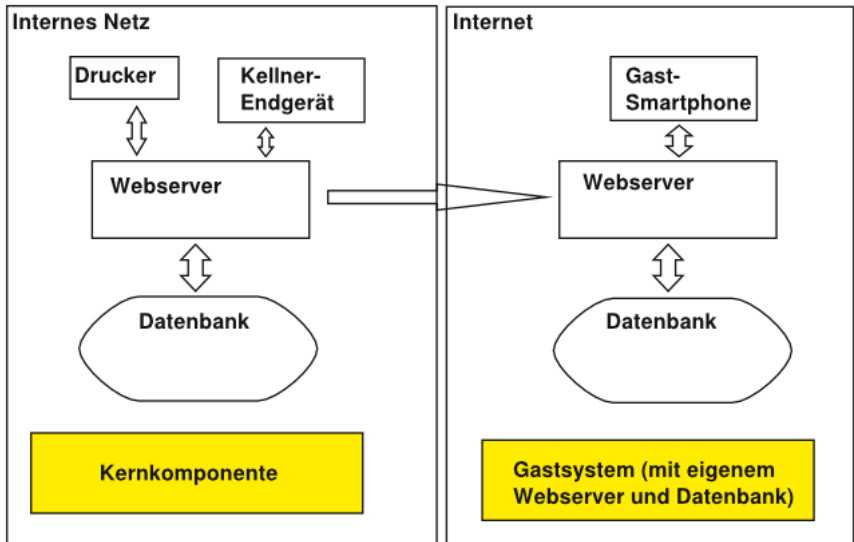 Internes Netz
Drucker
Kellner-
Endgerät
Webserver
Datenbank
Kernkomponente
Internet
Gast-
Smartphone
Webserver
Datenbank
Gastsystem (mit eigenem
Webserver und Datenbank)